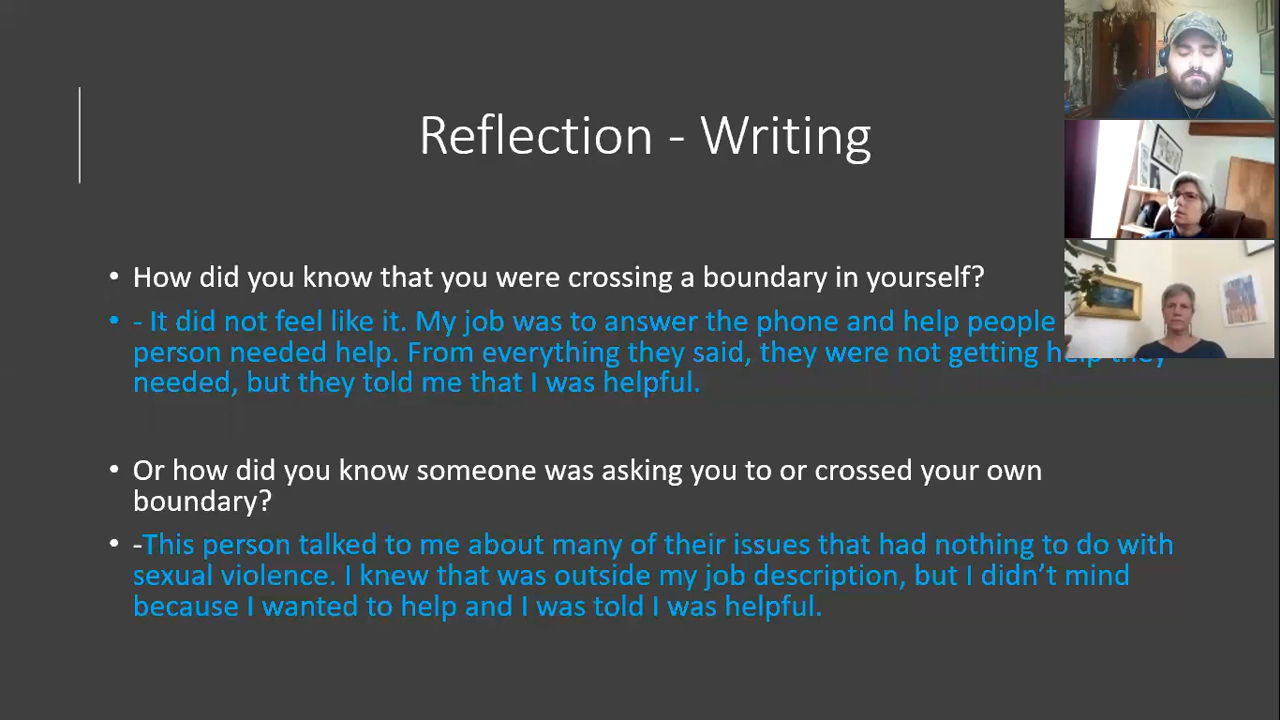 Reflection - Writing
• How did you know that you were crossing a boundary in yourself?
• - It did not feel like it. My job was to answer the phone and help people
person needed help. From everything they said, they were not getting help they
needed, but they told me that I was helpful.
• Or how did you know someone was asking you to or crossed your own
boundary?
• -This person talked to me about many of their issues that had nothing to do with
sexual violence. I knew that was outside my job description, but I didn’t mind
because I wanted to help and I was told I was helpful.